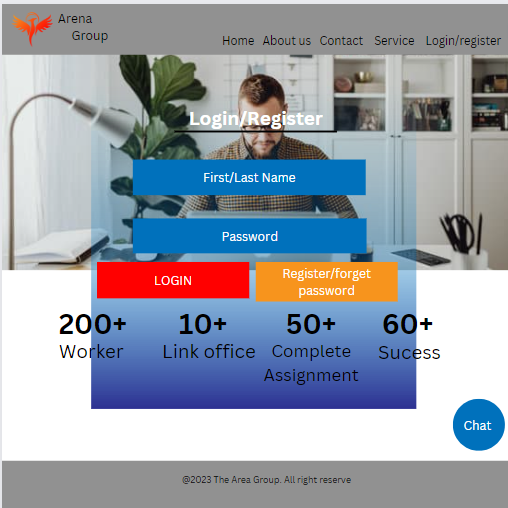 Arena
Group
Home About us Contact Service Login/register
Login/Register
First/Last Name
Password
LOGIN
Register/forget
password
200+ 10+ 50+ 60+
Worker Link office Complete Sucess
Assignment
Chat
@2023 The Area Group. All right reserve